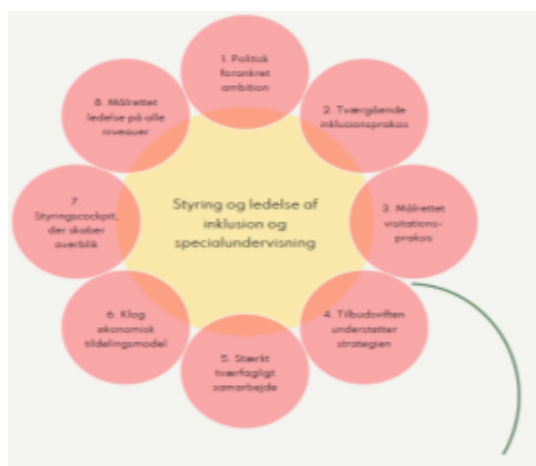 1. Politisk
forankret
ambition
2. Tværgående
inklusionspraksis
3. Målrettet
visitations-
praksis
4. Tilbudsviften
understøtter
strategien
5. Stærkt
tværfagligt
samarbejde
6. Klog
økonomisk
tildelingsmodel
7.
Styringscockpit,
der skaber
overblik
8. Målrettet
ledelse på alle
niveauer
Styring og ledelse af
inklusion og
specialundervisning